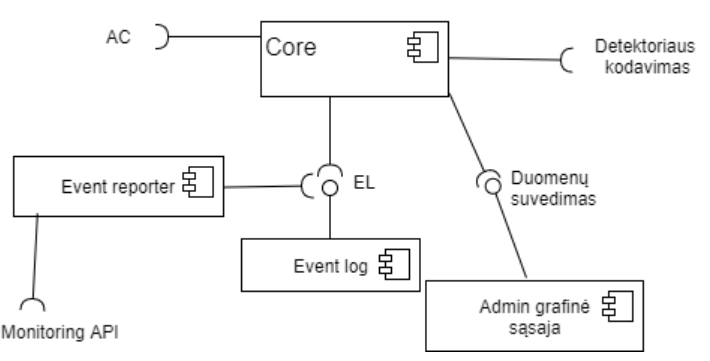 AC
Core
Detektoriaus
kodavimas
Event reporter
EL
Duomenų
suvedimas
Event log
Admin grafinė
sąsaja
Monitoring API